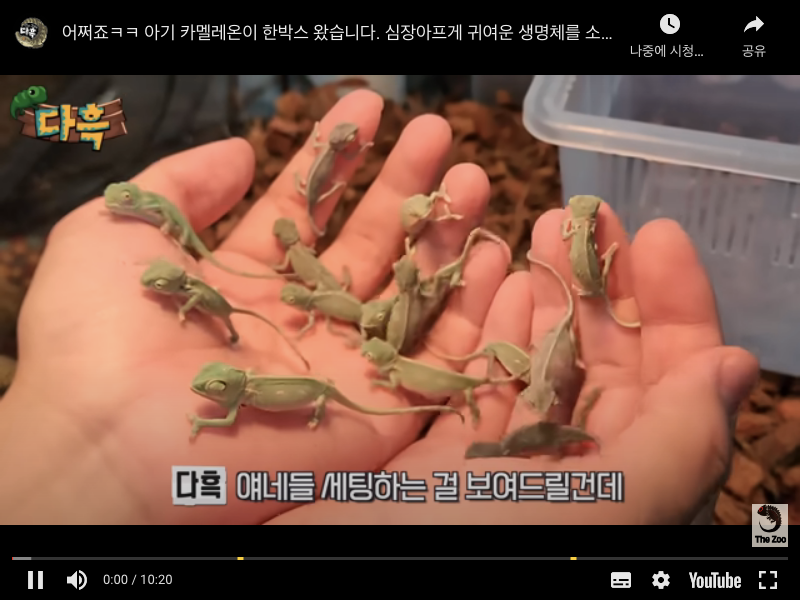 어쩌죠ㅋㅋ 아기 카멜레온이 한박스 왔습니다. 심장아프게 귀여운 생명체를 소...
나중에 시청...
공유
다흑
다흑 얘네들 세팅하는 걸 보여드릴건데
The Zoo
0:00 / 10:20
YouTube